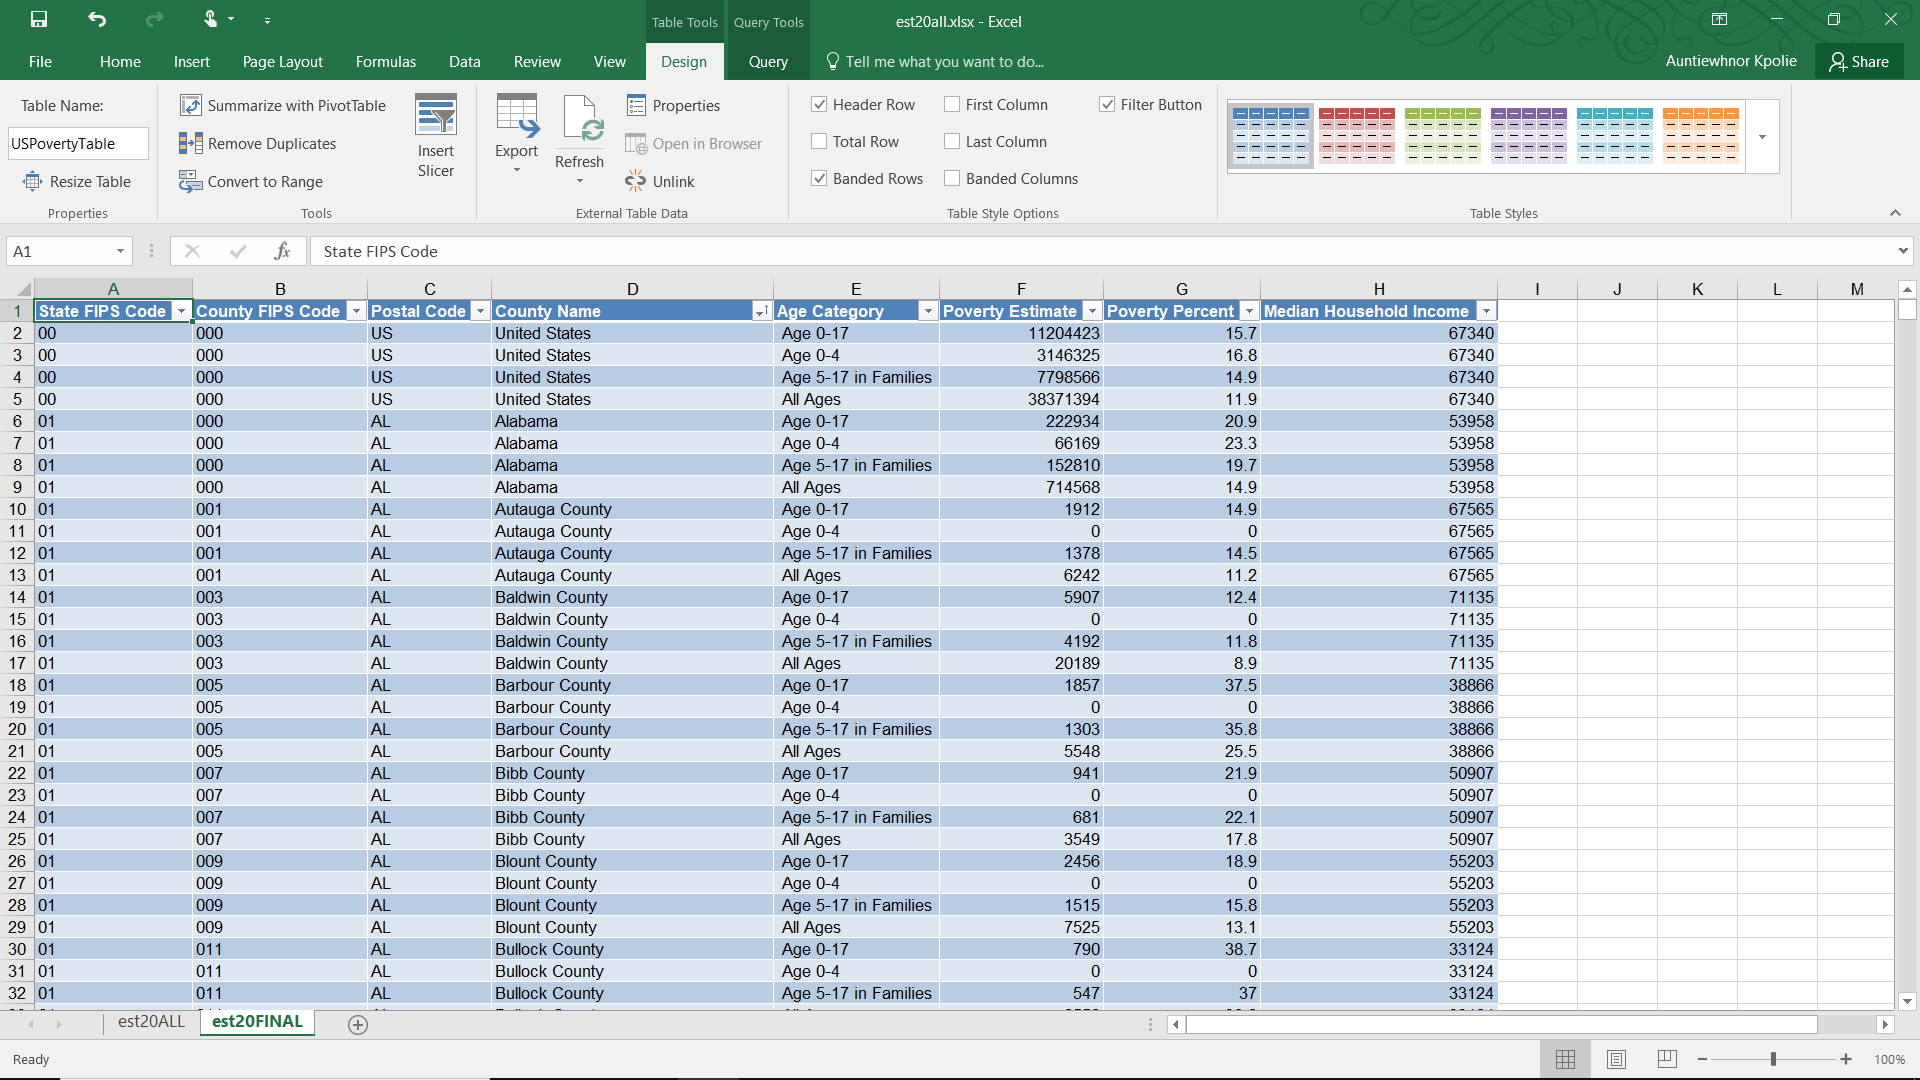 Table Tools Query Tools est20all.xlsx - Excel
File Home Insert Page Layout Formulas Data Review View Design Query Tell me what you want to do... Auntiewhnor Kpolie Share
Table Name: Summarize with PivotTable Properties Header Row First Column Filter Button
USPovertyTable Remove Duplicates Insert Slicer Export Refresh Open in Browser Total Row Last Column
Resize Table Convert to Range Unlink Banded Rows Banded Columns
Properties Tools External Table Data Table Style Options Table Styles
A1 fx State FIPS Code
A B C D E F G H I J K L M
1 State FIPS Code County FIPS Code Postal Code County Name Age Category Poverty Estimate Poverty Percent Median Household Income
2 00 000 US United States Age 0-17 11204423 15.7 67340
3 00 000 US United States Age 0-4 3146325 16.8 67340
4 00 000 US United States Age 5-17 in Families 7798566 14.9 67340
5 00 000 US United States All Ages 38371394 11.9 67340
6 01 000 AL Alabama Age 0-17 222934 20.9 53958
7 01 000 AL Alabama Age 0-4 66169 23.3 53958
8 01 000 AL Alabama Age 5-17 in Families 152810 19.7 53958
9 01 000 AL Alabama All Ages 714568 14.9 53958
10 01 001 AL Autauga County Age 0-17 1912 14.9 67565
11 01 001 AL Autauga County Age 0-4 0 0 67565
12 01 001 AL Autauga County Age 5-17 in Families 1378 14.5 67565
13 01 001 AL Autauga County All Ages 6242 11.2 67565
14 01 003 AL Baldwin County Age 0-17 5907 12.4 71135
15 01 003 AL Baldwin County Age 0-4 0 0 71135
16 01 003 AL Baldwin County Age 5-17 in Families 4192 11.8 71135
17 01 003 AL Baldwin County All Ages 20189 8.9 71135
18 01 005 AL Barbour County Age 0-17 1857 37.5 38866
19 01 005 AL Barbour County Age 0-4 0 0 38866
20 01 005 AL Barbour County Age 5-17 in Families 1303 35.8 38866
21 01 005 AL Barbour County All Ages 5548 25.5 38866
22 01 007 AL Bibb County Age 0-17 941 21.9 50907
23 01 007 AL Bibb County Age 0-4 0 0 50907
24 01 007 AL Bibb County Age 5-17 in Families 681 22.1 50907
25 01 007 AL Bibb County All Ages 3549 17.8 50907
26 01 009 AL Blount County Age 0-17 2456 18.9 55203
27 01 009 AL Blount County Age 0-4 0 0 55203
28 01 009 AL Blount County Age 5-17 in Families 1515 15.8 55203
29 01 009 AL Blount County All Ages 7525 13.1 55203
30 01 011 AL Bullock County Age 0-17 790 38.7 33124
31 01 011 AL Bullock County Age 0-4 0 0 33124
32 01 011 AL Bullock County Age 5-17 in Families 547 37 33124
est20ALL est20FINAL
Ready 100%